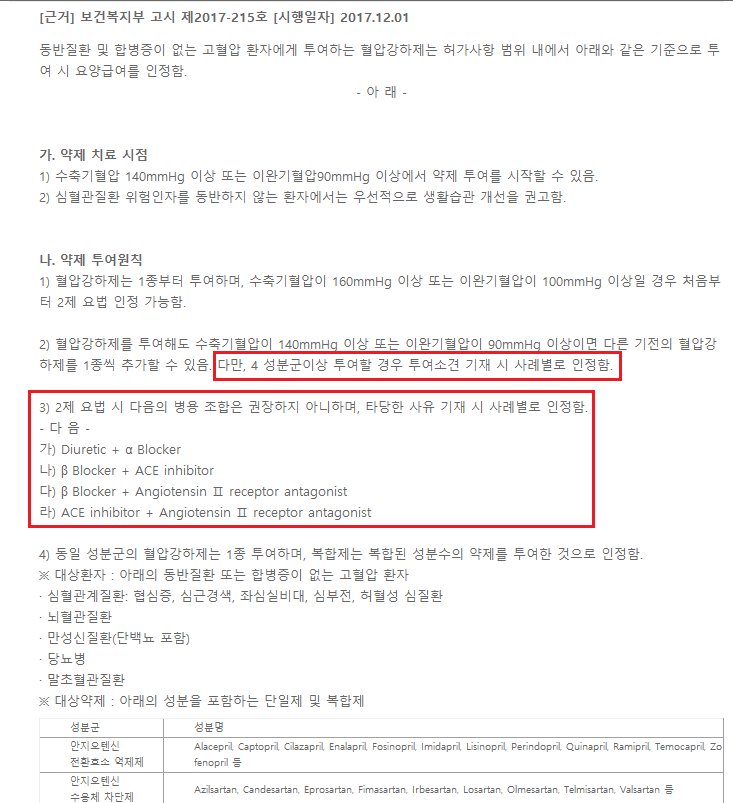 [근거] 보건복지부 고시 제2017-215호 [시행일자] 2017.12.01
동반질환 및 합병증이 없는 고혈압 환자에게 투여하는 혈압강하제는 허가사항 범위 내에서 아래와 같은 기준으로 투
여 시 요양급여를 인정함.
- 아 래 -
가. 약제 치료 시점
1) 수축기혈압 140mmHg 이상 또는 이완기혈압90mmHg 이상에서 약제 투여를 시작할 수 있음.
2) 심혈관질환 위험인자를 동반하지 않는 환자에서는 우선적으로 생활습관 개선을 권고함.
나. 약제 투여원칙
1) 혈압강하제는 1종부터 투여하며, 수축기혈압이 160mmHg 이상 또는 이완기혈압이 100mmHg 이상일 경우 처음부
터 2제 요법 인정 가능함.
2) 혈압강하제를 투여해도 수축기혈압이 140mmHg 이상 또는 이완기혈압이 90mmHg 이상이면 다른 기전의 혈압강
하제를 1종씩 추가할 수 있음. 다만, 4 성분군이상 투여할 경우 투여소견 기재 시 사례별로 인정함.
3) 2제 요법 시 다음의 병용 조합은 권장하지 아니하며, 타당한 사유 기재 시 사례별로 인정함.
- 다 음 -
가) Diuretic + α Blocker
나) β Blocker + ACE inhibitor
다) β Blocker + Angiotensin Ⅱ receptor antagonist
라) ACE inhibitor + Angiotensin Ⅱ receptor antagonist
4) 동일 성분군의 혈압강하제는 1종 투여하며, 복합제는 복합된 성분수의 약제를 투여한 것으로 인정함.
※ 대상환자 : 아래의 동반질환 또는 합병증이 없는 고혈압 환자
· 심혈관계질환: 협심증, 심근경색, 좌심실비대, 심부전, 허혈성 심질환
· 뇌혈관질환
· 만성신질환(단백뇨 포함)
· 당뇨병
· 말초혈관질환
※ 대상약제 : 아래의 성분을 포함하는 단일제 및 복합제
성분군 성분명
안지오텐신
전환효소 억제제
Alacepril, Captopril, Cilazapril, Enalapril, Fosinopril, Imidapril, Lisinopril, Perindopril, Quinapril, Ramipril, Temocapril, Zo
fenopril 등
안지오텐신
수용체 차단제
Azilsartan, Candesartan, Eprosartan, Fimasartan, Irbesartan, Losartan, Olmesartan, Telmisartan, Valsartan 등